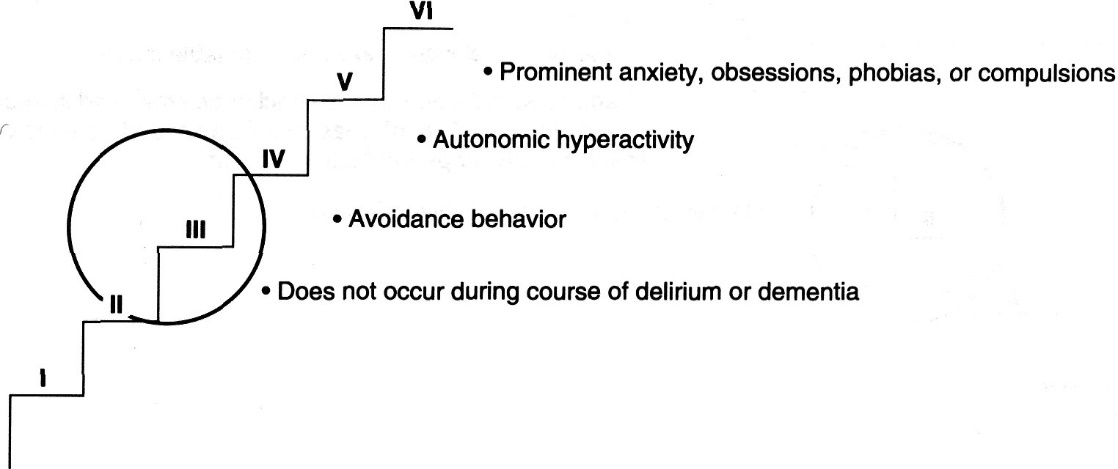 VI
• Prominent anxiety, obsessions, phobias, or compulsions
V
• Autonomic hyperactivity
IV
• Avoidance behavior
III
• Does not occur during course of delirium or dementia
II
I